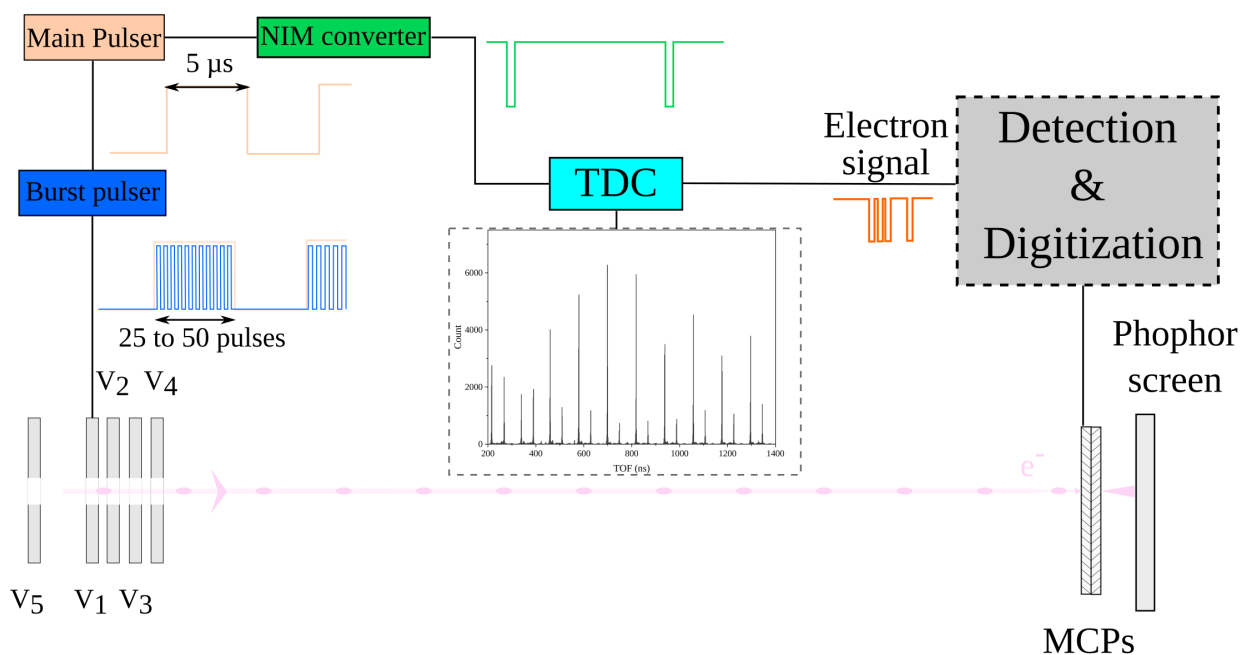 Main Pulser
NIM converter
5 µs
Burst pulser
25 to 50 pulses
TDC
Electron
signal
Detection
&
Digitization
Count
6000
4000
2000
0
200 400 600 800 1000 1200 1400
TOF (ns)
Phophor
screen
V2 V4
e-
V5 V1 V3
MCPs